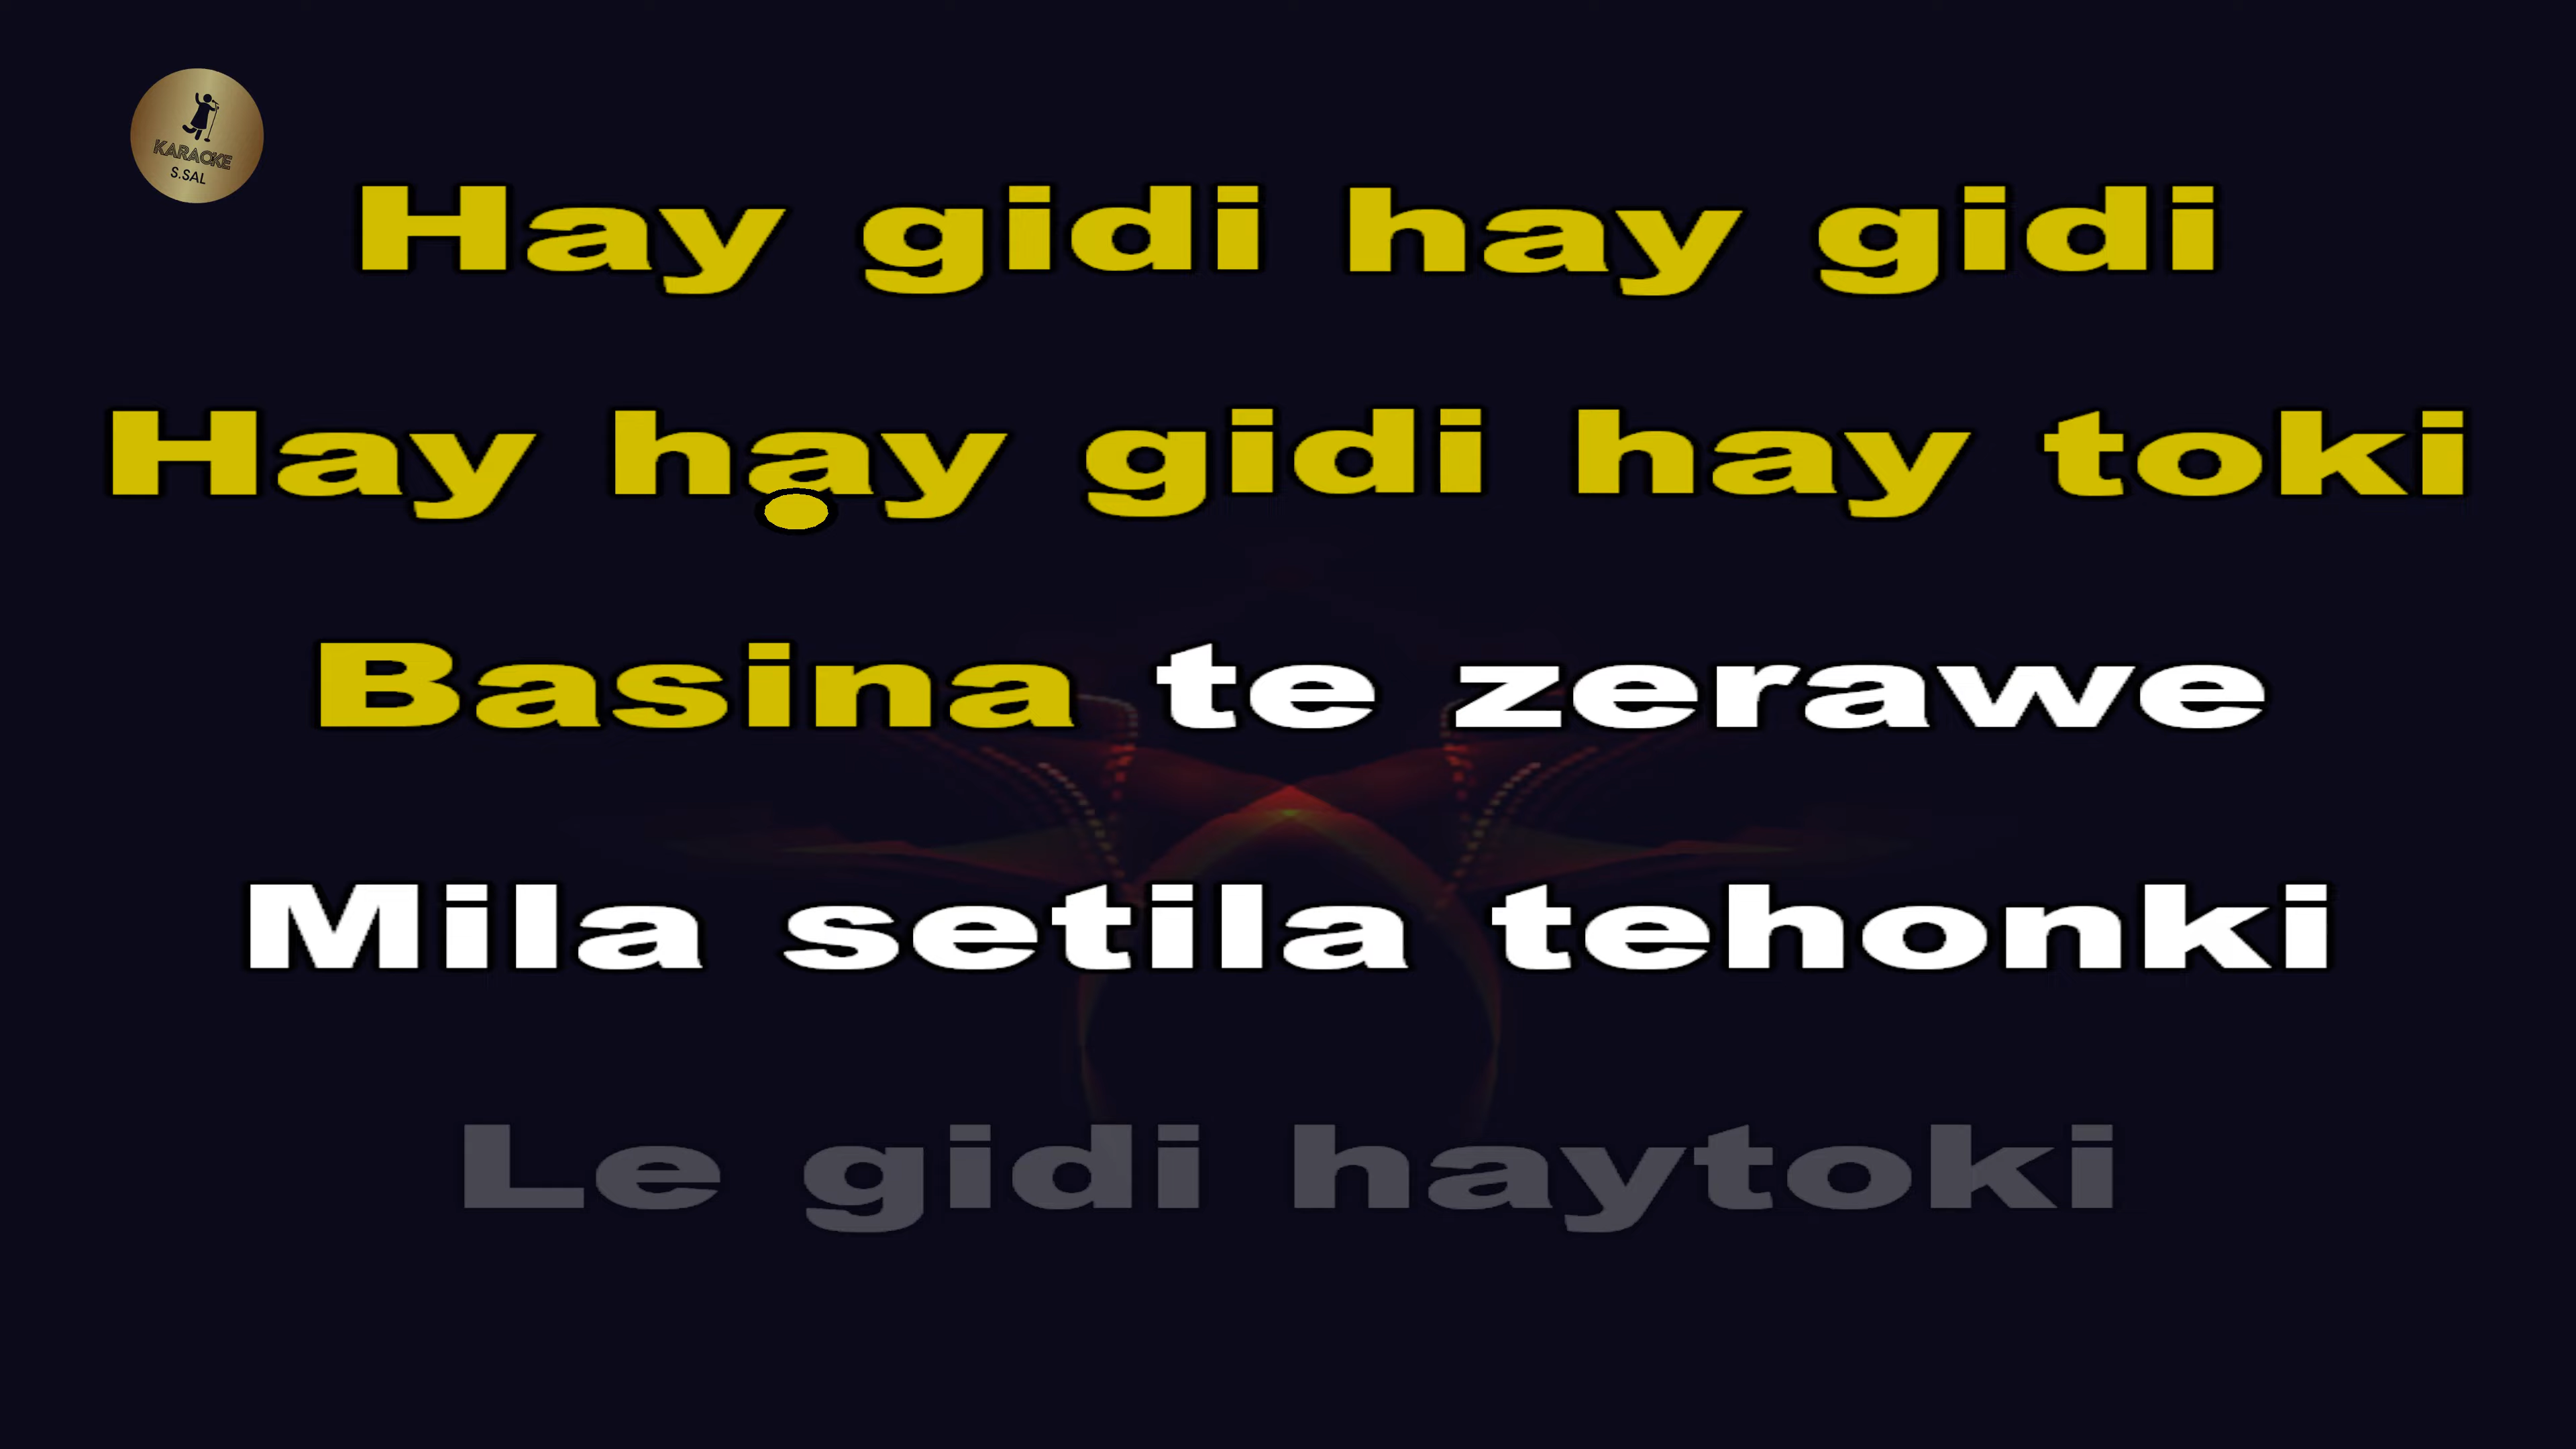 KARAOKE
S.SAL
Hay gidi hay gidi
Hay hay gidi hay toki
Basina te zerawe
Mila setila tehonki
Le gidi haytoki